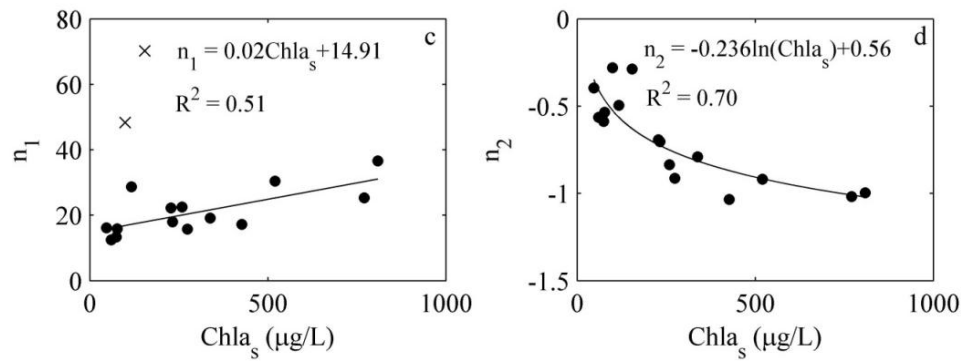 80
60
40
20
0
n1
c
n1 = 0.02Chlas+14.91
R2 = 0.51
0
500
1000
Chlas (μg/L)
-0
-0.5
-1
-1.5
n2
d
n2 = -0.236ln(Chlas)+0.56
R2 = 0.70
0
500
1000
Chlas (μg/L)